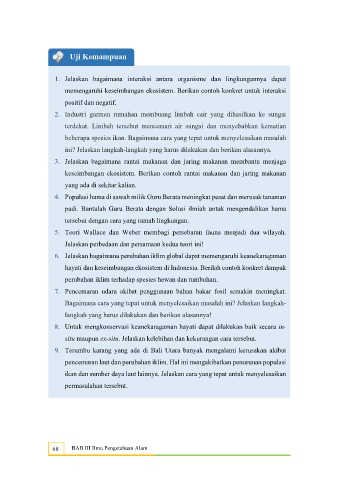 Uji Kemampuan
1. Jelaskan bagaimana interaksi antara organisme dan lingkungannya dapat
memengaruhi keseimbangan ekosistem. Berikan contoh konkret untuk interaksi
positif dan negatif.
2. Industri garmen rumahan membuang limbah cair yang dihasilkan ke sungai
terdekat. Limbah tersebut mencemari air sungai dan menyebabkan kematian
beberapa spesies ikan. Bagaimana cara yang tepat untuk menyelesaikan masalah
ini? Jelaskan langkah-langkah yang harus dilakukan dan berikan alasannya.
3. Jelaskan bagaimana rantai makanan dan jaring makanan membantu menjaga
keseimbangan ekosistem. Berikan contoh rantai makanan dan jaring makanan
yang ada di sekitar kalian.
4. Populasi hama di sawah milik Guru Berata meningkat pesat dan merusak tanaman
padi. Bantulah Guru Berata dengan Solusi ilmiah untuk mengendalikan hama
tersebut dengan cara yang ramah lingkungan.
5. Teori Wallace dan Weber membagi persebaran fauna menjadi dua wilayah.
Jelaskan perbedaan dan persamaan kedua teori ini!
6. Jelaskan bagaimana perubahan iklim global dapat memengaruhi keanekaragaman
hayati dan keseimbangan ekosistem di Indonesia. Berilah contoh konkret dampak
perubahan iklim terhadap spesies hewan dan tumbuhan.
7. Pencemaran udara akibat penggunaan bahan bakar fosil semakin meningkat.
Bagaimana cara yang tepat untuk menyelesaikan masalah ini? Jelaskan langkah-
langkah yang harus dilakukan dan berikan alasannya!
8. Untuk mengkonservasi keanekaragaman hayati dapat dilakukan baik secara in-
situ maupun ex-situ. Jelaskan kelebihan dan kekurangan cara tersebut.
9. Terumbu karang yang ada di Bali Utara banyak mengalami kerusakan akibat
pencemaran laut dan perubahan iklim. Hal ini mengakibatkan penurunan populasi
ikan dan sumber daya laut lainnya. Jelaskan cara yang tepat untuk menyelesaikan
permasalahan tersebut.
68 BAB III Ilmu Pengetahuan Alam